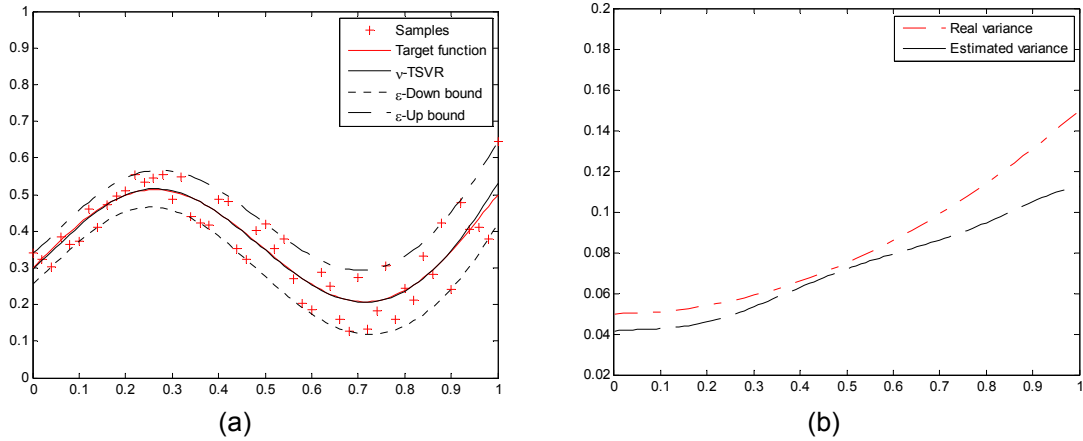 1
0.9
0.8
0.7
0.6
0.5
0.4
0.3
0.2
0.1
0
0 0.1 0.2 0.3 0.4 0.5 0.6 0.7 0.8 0.9 1
Samples
Target function
ν-TSVR
ε-Down bound
ε-Up bound
(a)
0.2
0.18
0.16
0.14
0.12
0.1
0.08
0.06
0.04
0.02
0 0.1 0.2 0.3 0.4 0.5 0.6 0.7 0.8 0.9 1
Real variance
Estimated variance
(b)